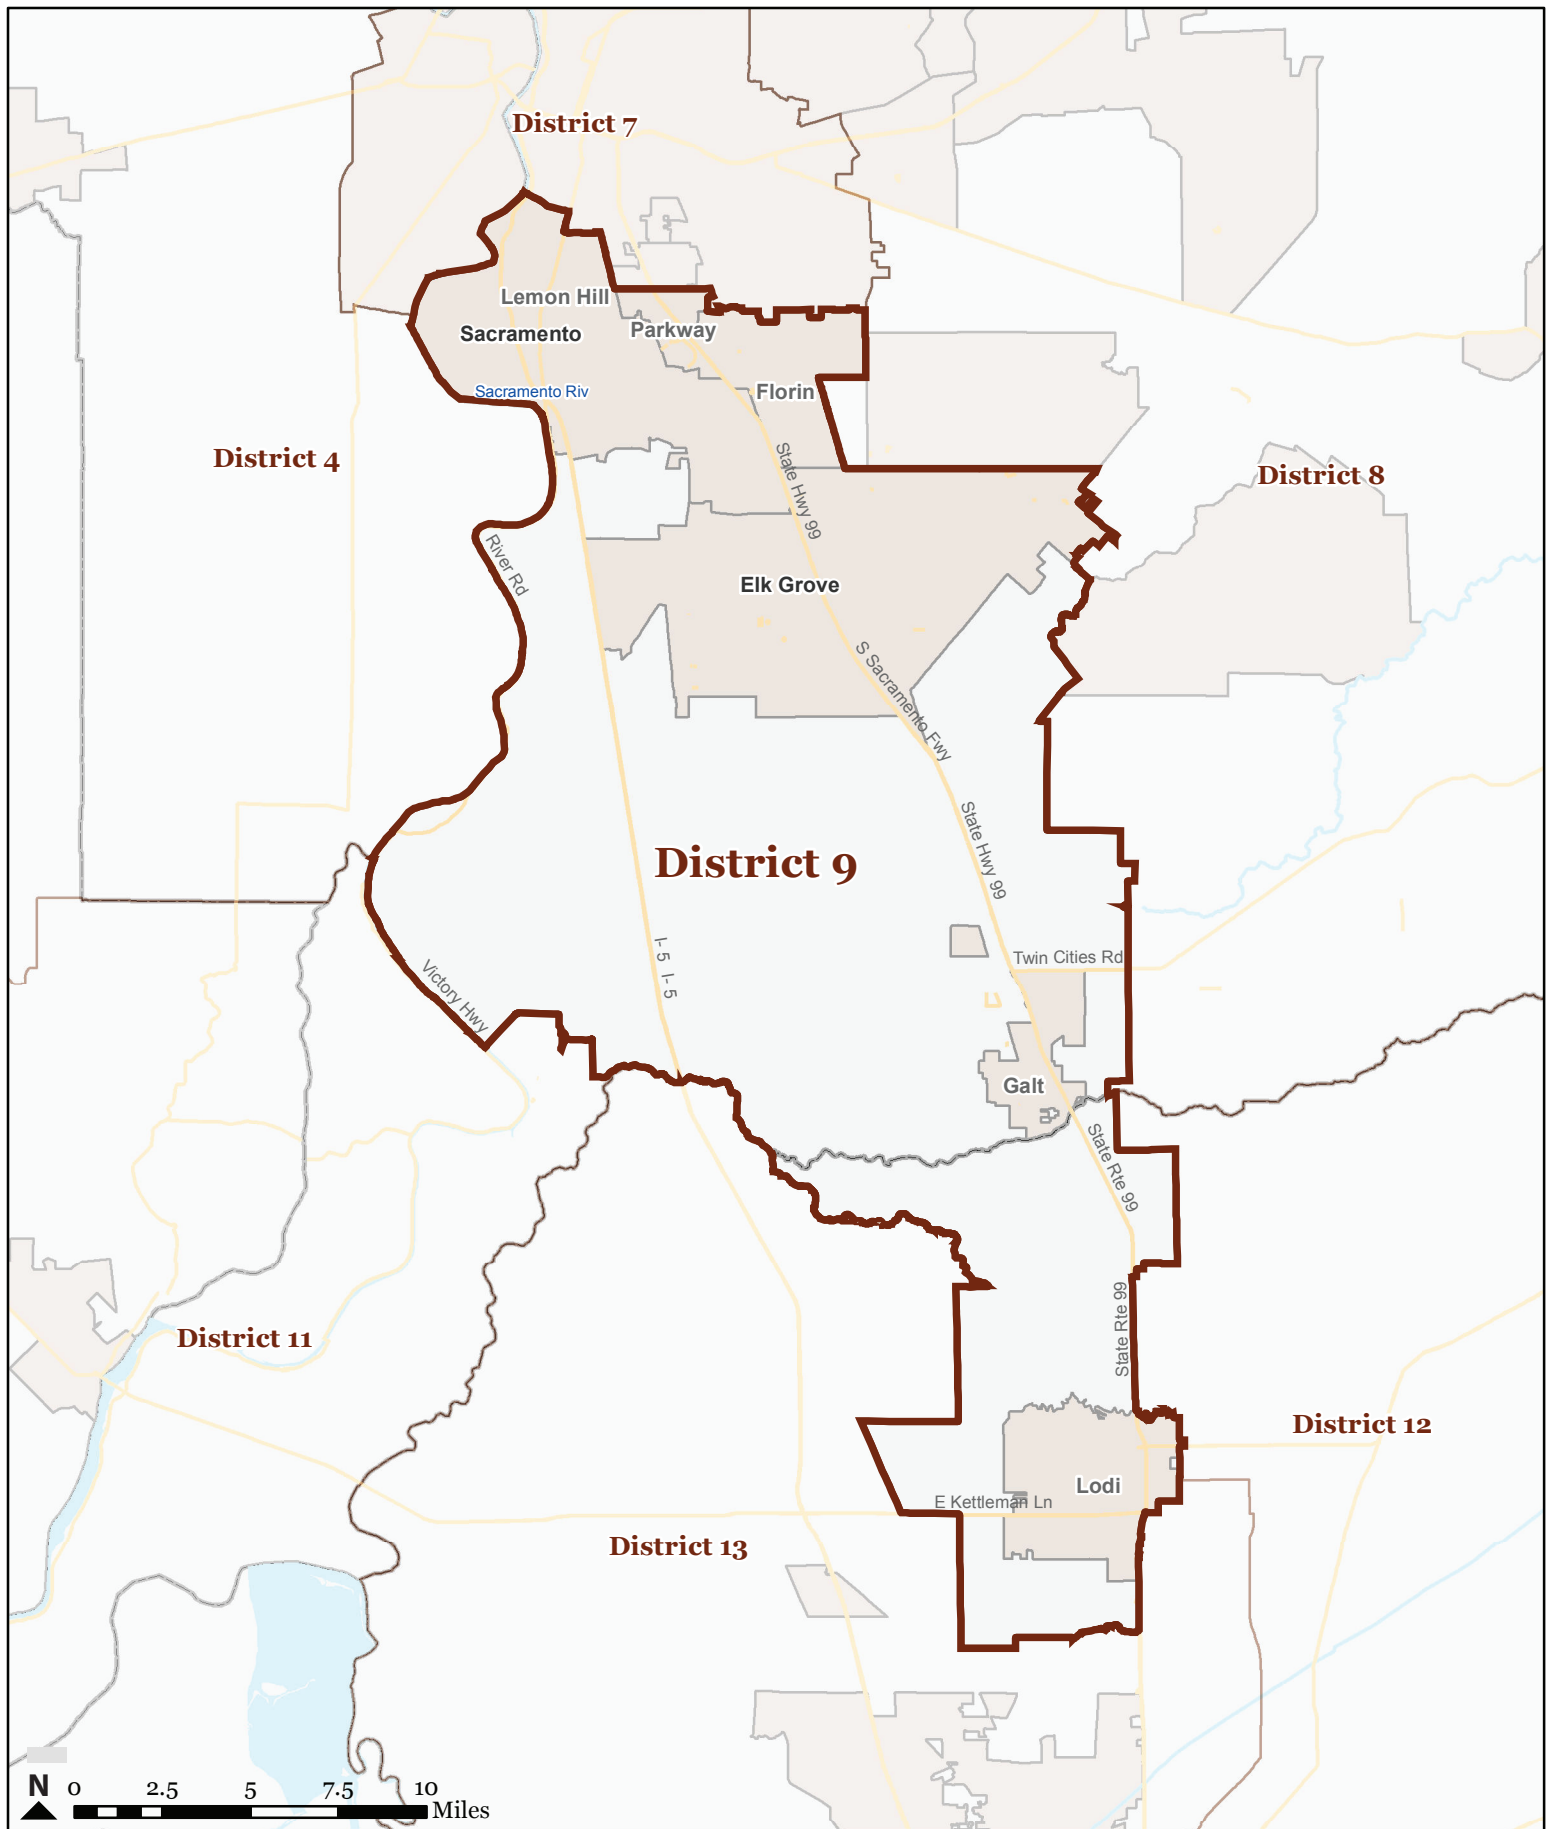 District 7
Lemon Hill
Parkway
Sacramento
Sacramento Riv
Florin
District 4
State Hwy 99
District 8
River Rd
Elk Grove
S Sacramento Fwy
State Hwy 99
District 9
I- 5 I- 5
Twin Cities Rd
Victory Hwy
Galt
State Rte 99
State Rte 99
District 11
District 12
Lodi
E Kettleman Ln
District 13
N 0 2.5 5 7.5 10
Miles